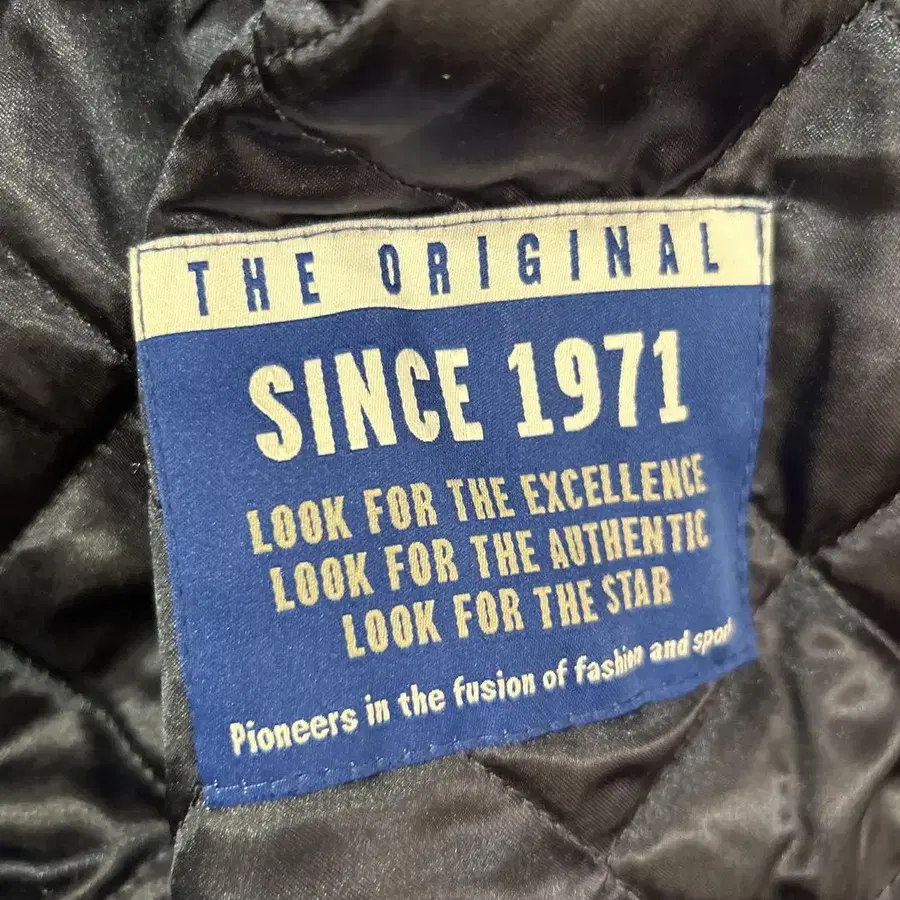 THE ORIGINAL
SINCE 1971
LOOK FOR THE EXCELLENCE
LOOK FOR THE AUTHENTIC
LOOK FOR THE STAR
Pioneers in the fusion of fashion and sport